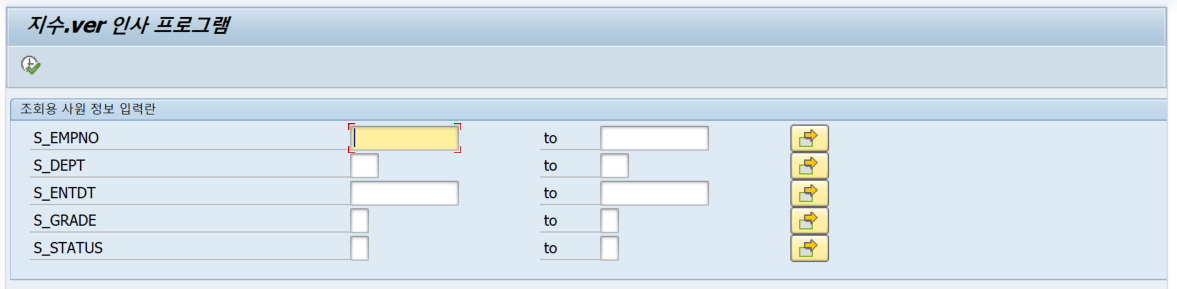 지수.ver 인사 프로그램
조회용 사원 정보 입력란
S_EMPNO to
S_DEPT to
S_ENTDT to
S_GRADE to
S_STATUS to